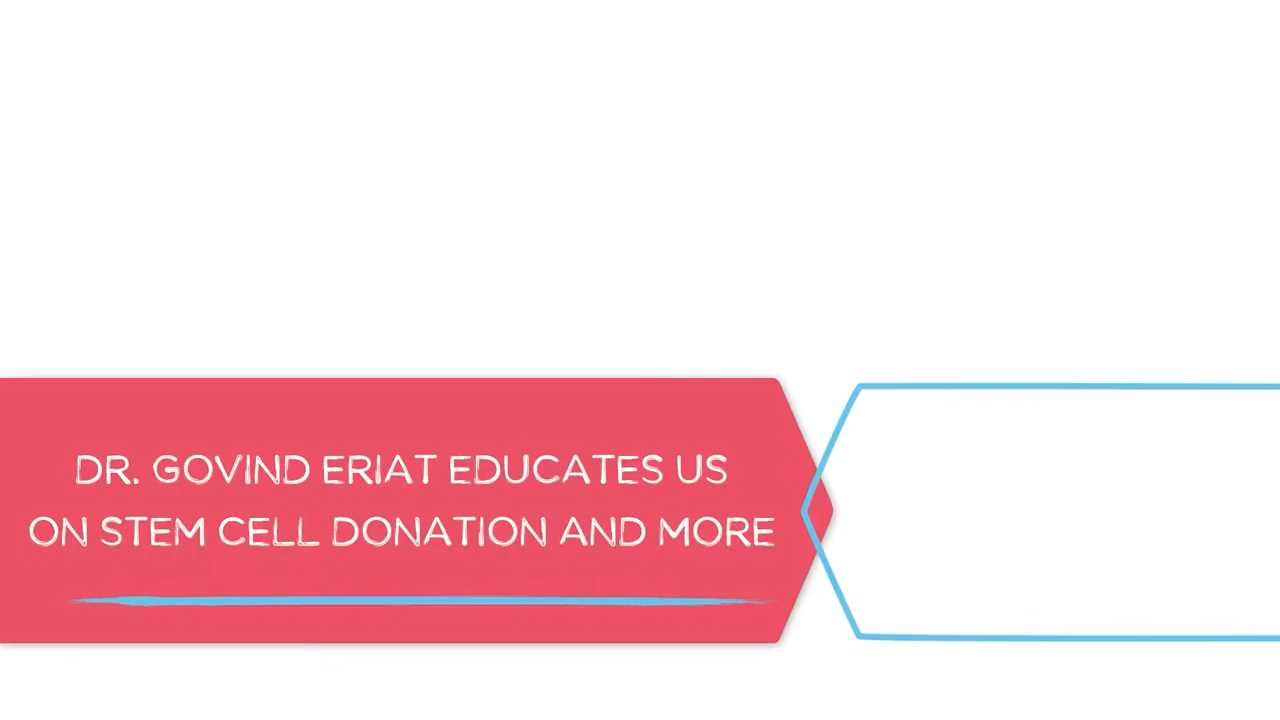 DR. GOVIND ERIAT EDUCATES US
ON STEM CELL DONATION AND MORE